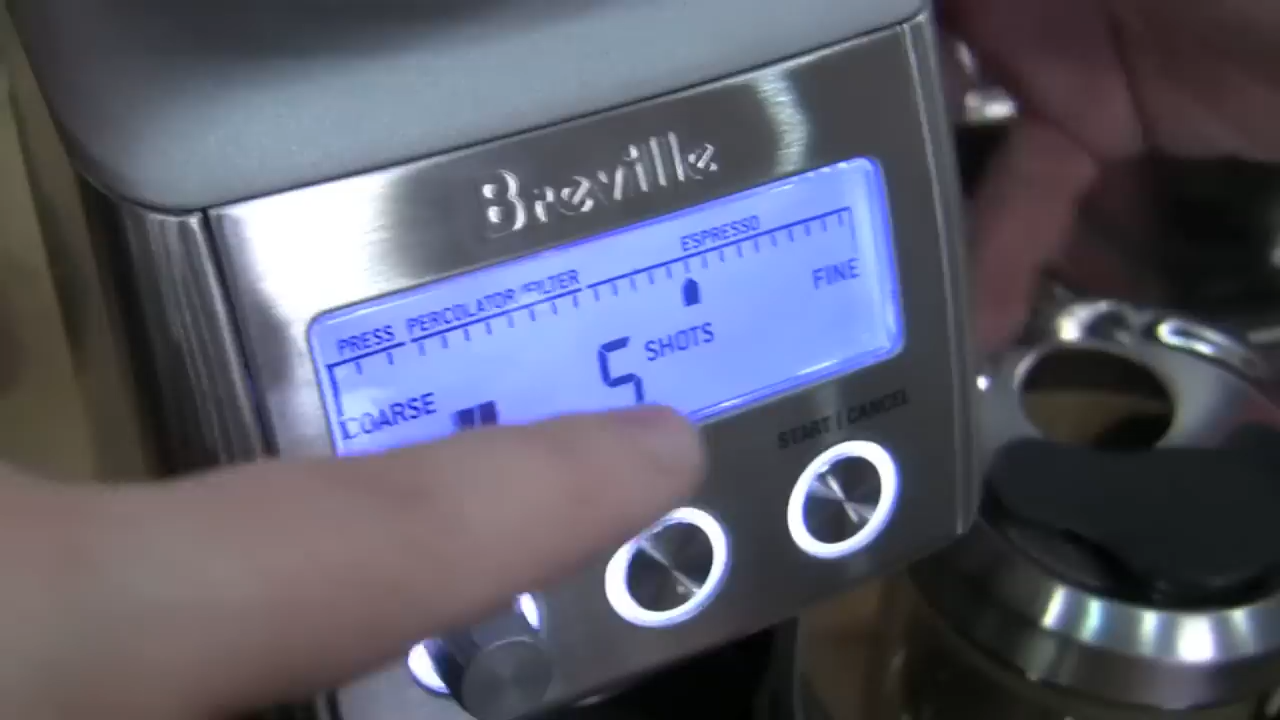 Breville
PRESS PERCOLATOR/FILTER ESPRESSO
COARSE FINE
5 SHOTS
START | CANCEL